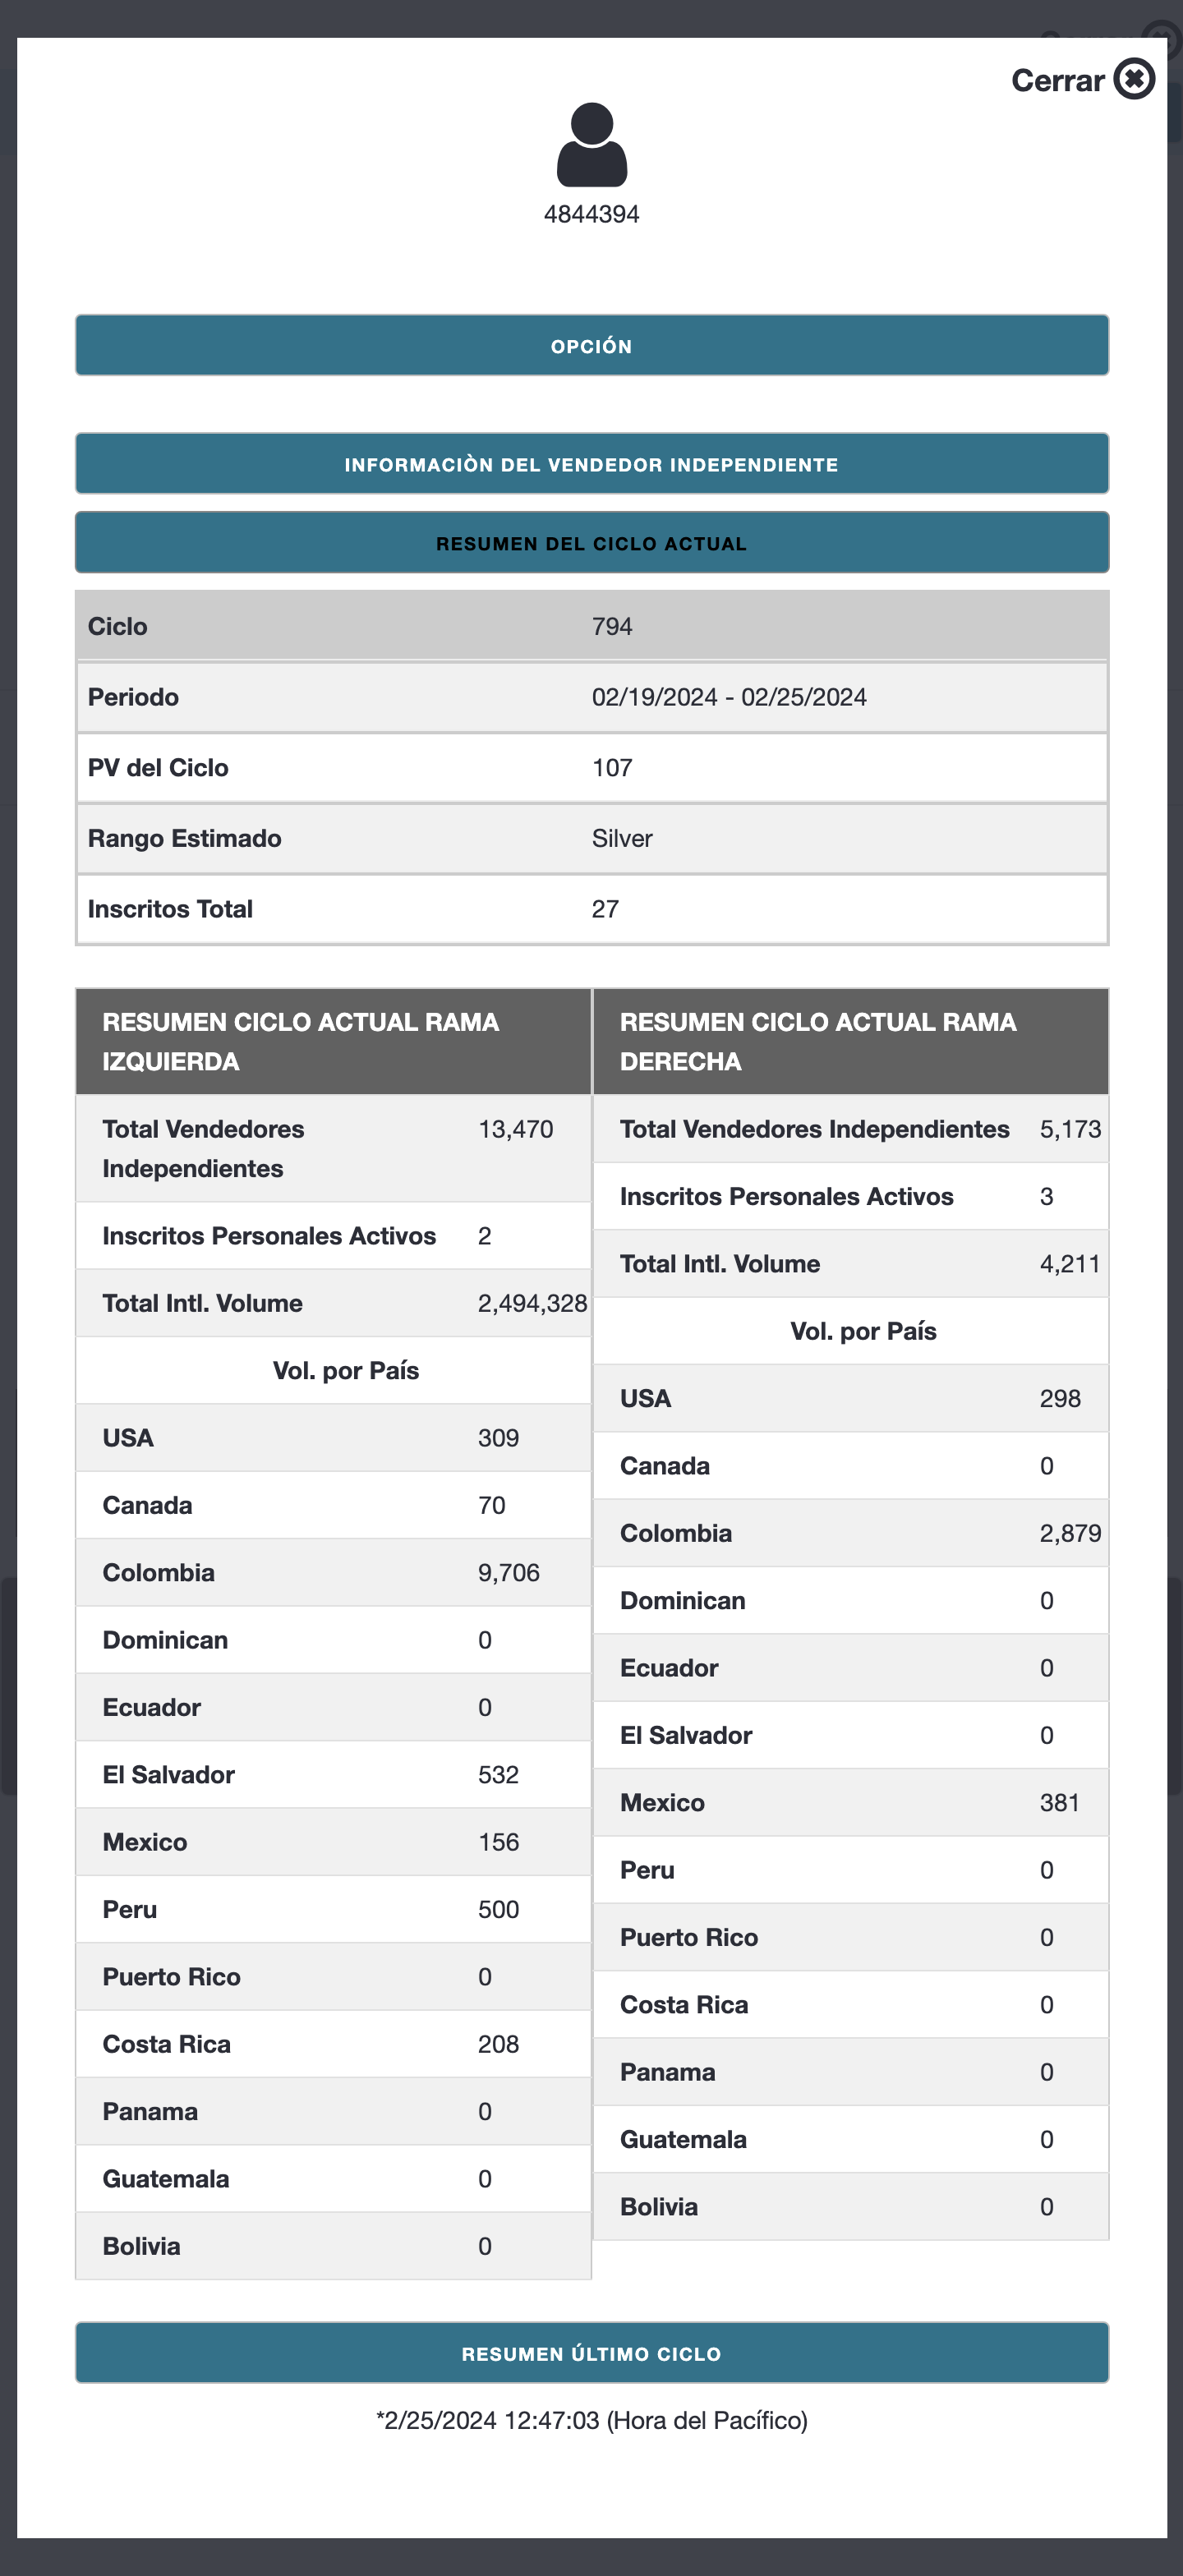 Cerrar
4844394
OPCIÓN
INFORMACIÒN DEL VENDEDOR INDEPENDIENTE
RESUMEN DEL CICLO ACTUAL
Ciclo 794
Periodo 02/19/2024 - 02/25/2024
PV del Ciclo 107
Rango Estimado Silver
Inscritos Total 27
RESUMEN CICLO ACTUAL RAMA
IZQUIERDA
Total Vendedores 13,470
Independientes
Inscritos Personales Activos 2
Total Intl. Volume 2,494,328
Vol. por País
USA 309
Canada 70
Colombia 9,706
Dominican 0
Ecuador 0
El Salvador 532
Mexico 156
Peru 500
Puerto Rico 0
Costa Rica 208
Panama 0
Guatemala 0
Bolivia 0
RESUMEN CICLO ACTUAL RAMA
DERECHA
Total Vendedores Independientes 5,173
Inscritos Personales Activos 3
Total Intl. Volume 4,211
Vol. por País
USA 298
Canada 0
Colombia 2,879
Dominican 0
Ecuador 0
El Salvador 0
Mexico 381
Peru 0
Puerto Rico 0
Costa Rica 0
Panama 0
Guatemala 0
Bolivia 0
RESUMEN ÚLTIMO CICLO
*2/25/2024 12:47:03 (Hora del Pacífico)